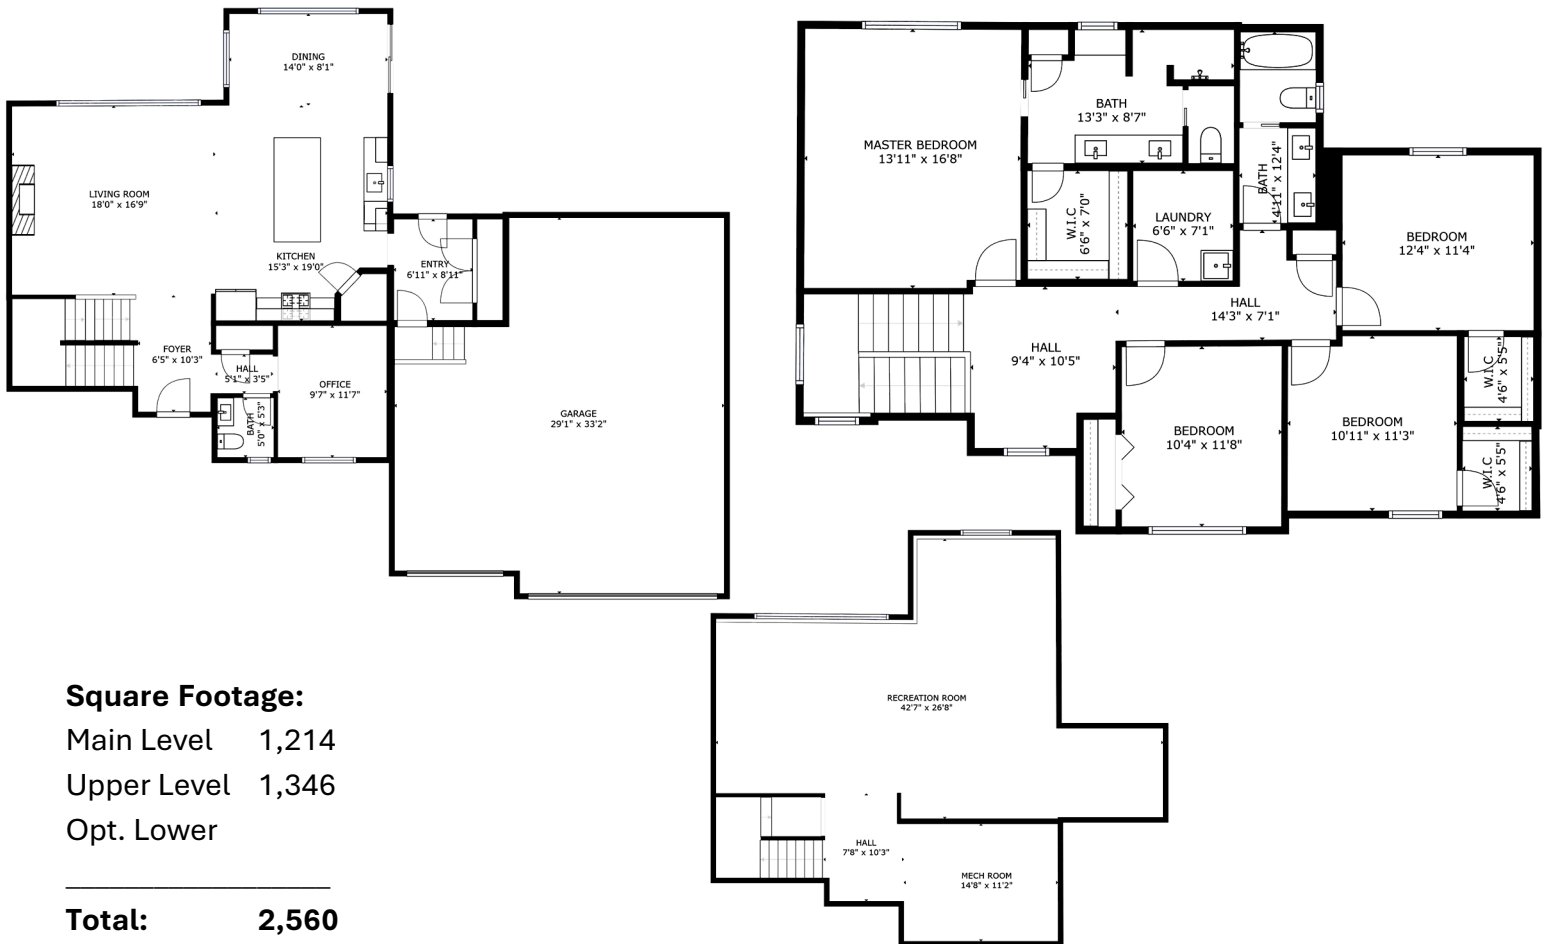 DINING
14'0" x 8'1"
LIVING ROOM
18'0" x 16'9"
KITCHEN
15'3" x 19'0"
ENTRY
6'11" x 8'11"
FOYER
6'5" x 10'3"
HALL
5'1" x 3'5"
OFFICE
9'7" x 11'7"
BATH
5'0" x 5'3"
GARAGE
29'1" x 33'2"
MASTER BEDROOM
13'11" x 16'8"
BATH
13'3" x 8'7"
W.I.C
6'6" x 7'0"
LAUNDRY
6'6" x 7'1"
BATH
4'11" x 12'4"
BEDROOM
12'4" x 11'4"
HALL
14'3" x 7'1"
HALL
9'4" x 10'5"
BEDROOM
10'4" x 11'8"
BEDROOM
10'11" x 11'3"
W.I.C
4'6" x 5'5"
W.I.C
4'6" x 5'5"
RECREATION ROOM
42'7" x 26'8"
HALL
7'8" x 10'3"
MECH ROOM
14'8" x 11'2"
Square Footage:
Main Level 1,214
Upper Level 1,346
Opt. Lower
Total: 2,560